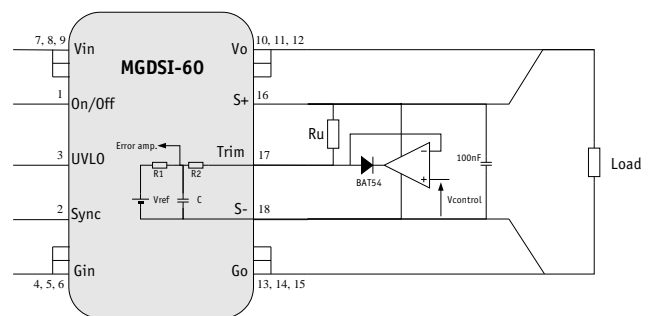 7, 8, 9
Vin
MGDSI-60
Vo
10, 11, 12
1
On/Off
S+
16
Ru
Error amp.
Trim
17
3
UVLO
R1
R2
BAT54
-
+
100nF
Load
Vref
C
Vcontrol
2
Sync
S-
18
Gin
4, 5, 6
Go
13, 14, 15